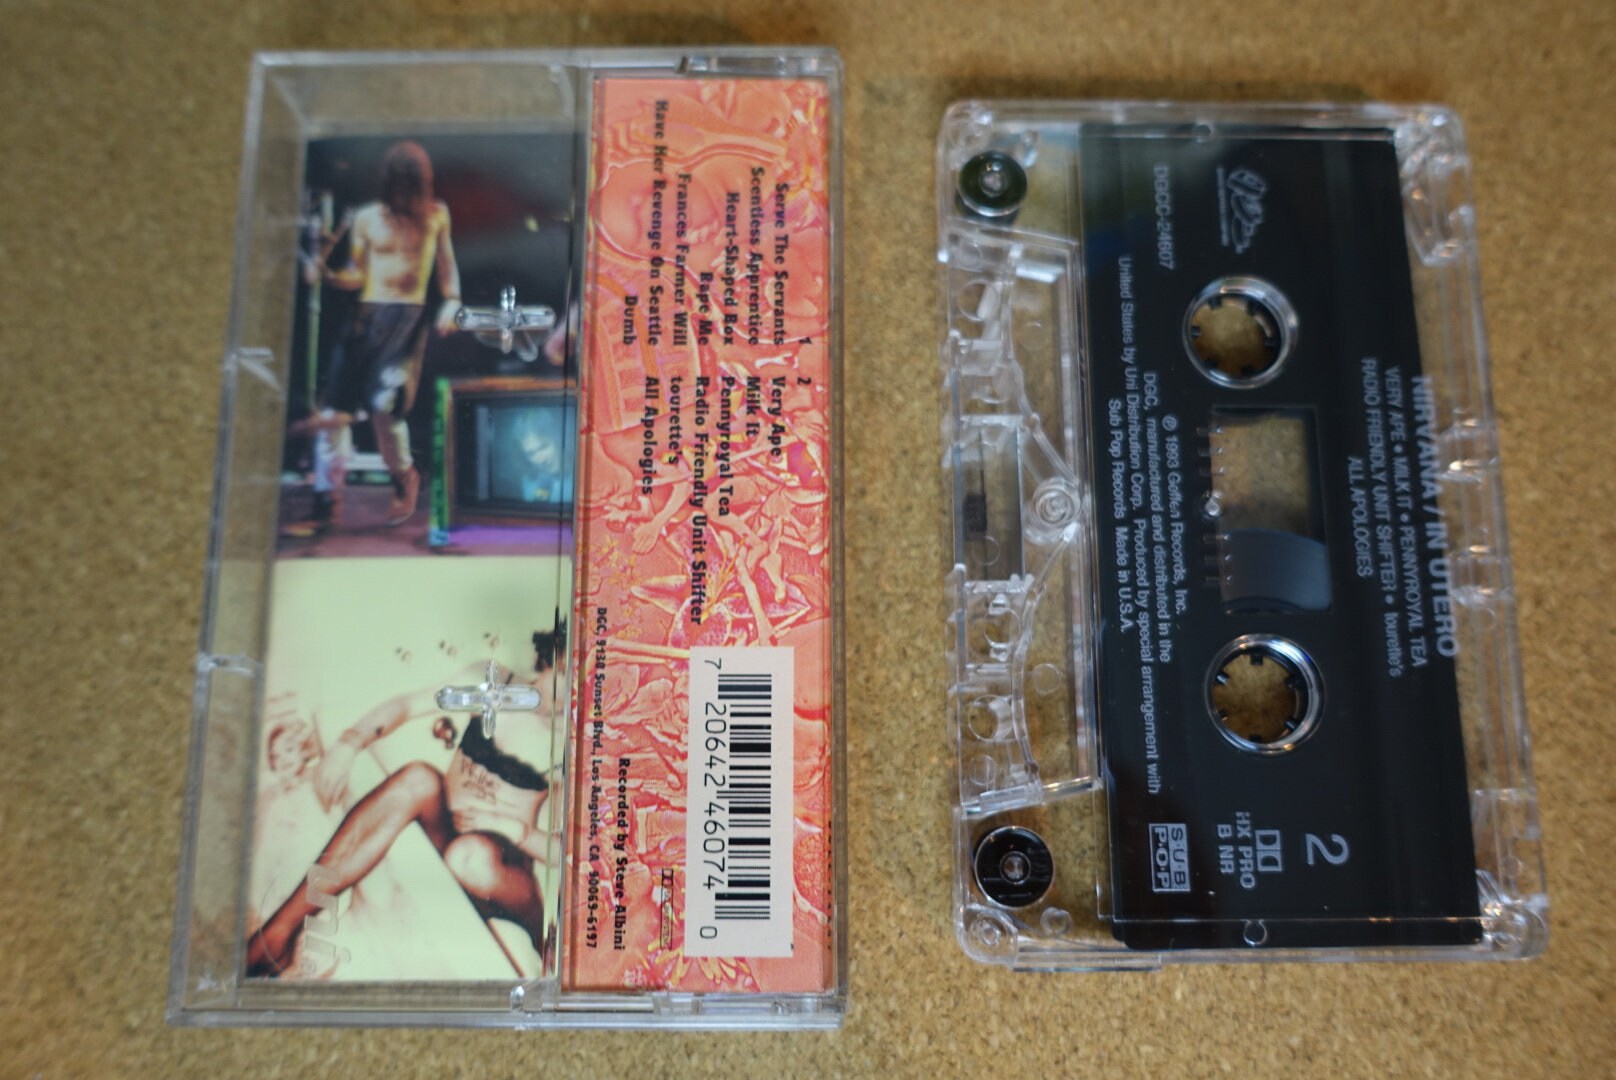 1
Serve The Servants
Scentless Apprentice
Heart-Shaped Box
Rape Me
Frances Farmer Will
Have Her Revenge On Seattle
Dumb
2
Very Ape
Milk It
Pennyroyal Tea
Radio Friendly Unit Shifter
tourette's
All Apologies
7 20642 46074 0
Recorded by Steve Albini
DGC, 9130 Sunset Blvd., Los Angeles, CA 90069-6197
NIRVANA / IN UTERO
VERY APE • MILK IT • PENNYROYAL TEA
RADIO FRIENDLY UNIT SHIFTER • tourette's
ALL APOLOGIES
2
DGCC-24607
HX PRO
B NR
SUB
POP
℗ 1993 Geffen Records, Inc.
DGC, manufactured and distributed in the
United States by Uni Distribution Corp. Produced by special arrangement with
Sub Pop Records. Made in U.S.A.